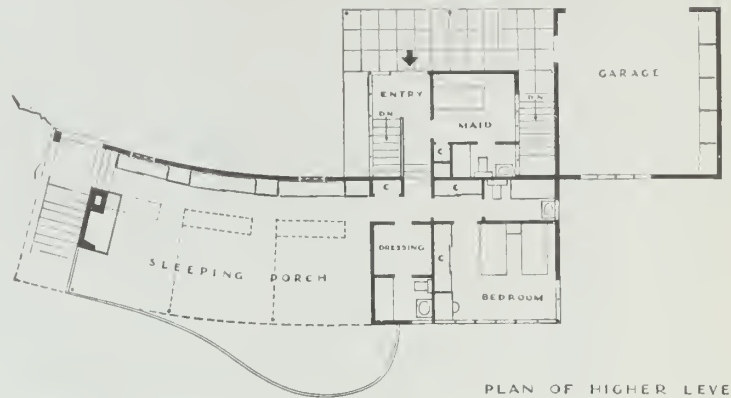 GARAGE
ENTRY
DN
DN
MAID
C
C
C
DRESSING
C
SLEEPING PORCH
BEDROOM
PLAN OF HIGHER LEVE